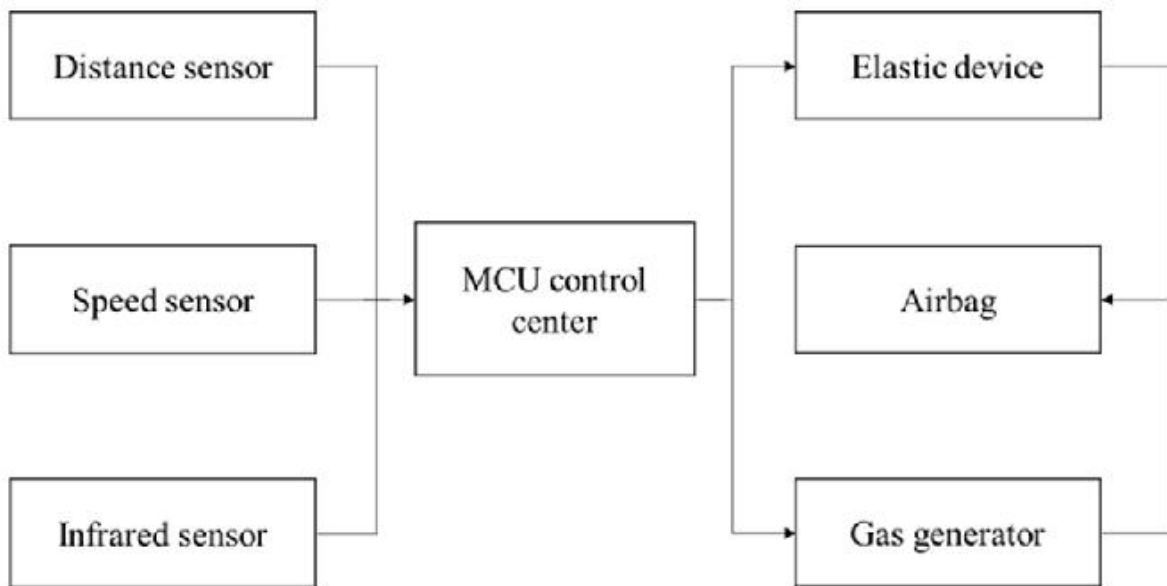 Distance sensor
Speed sensor
Infrared sensor
MCU control
center
Elastic device
Airbag
Gas generator